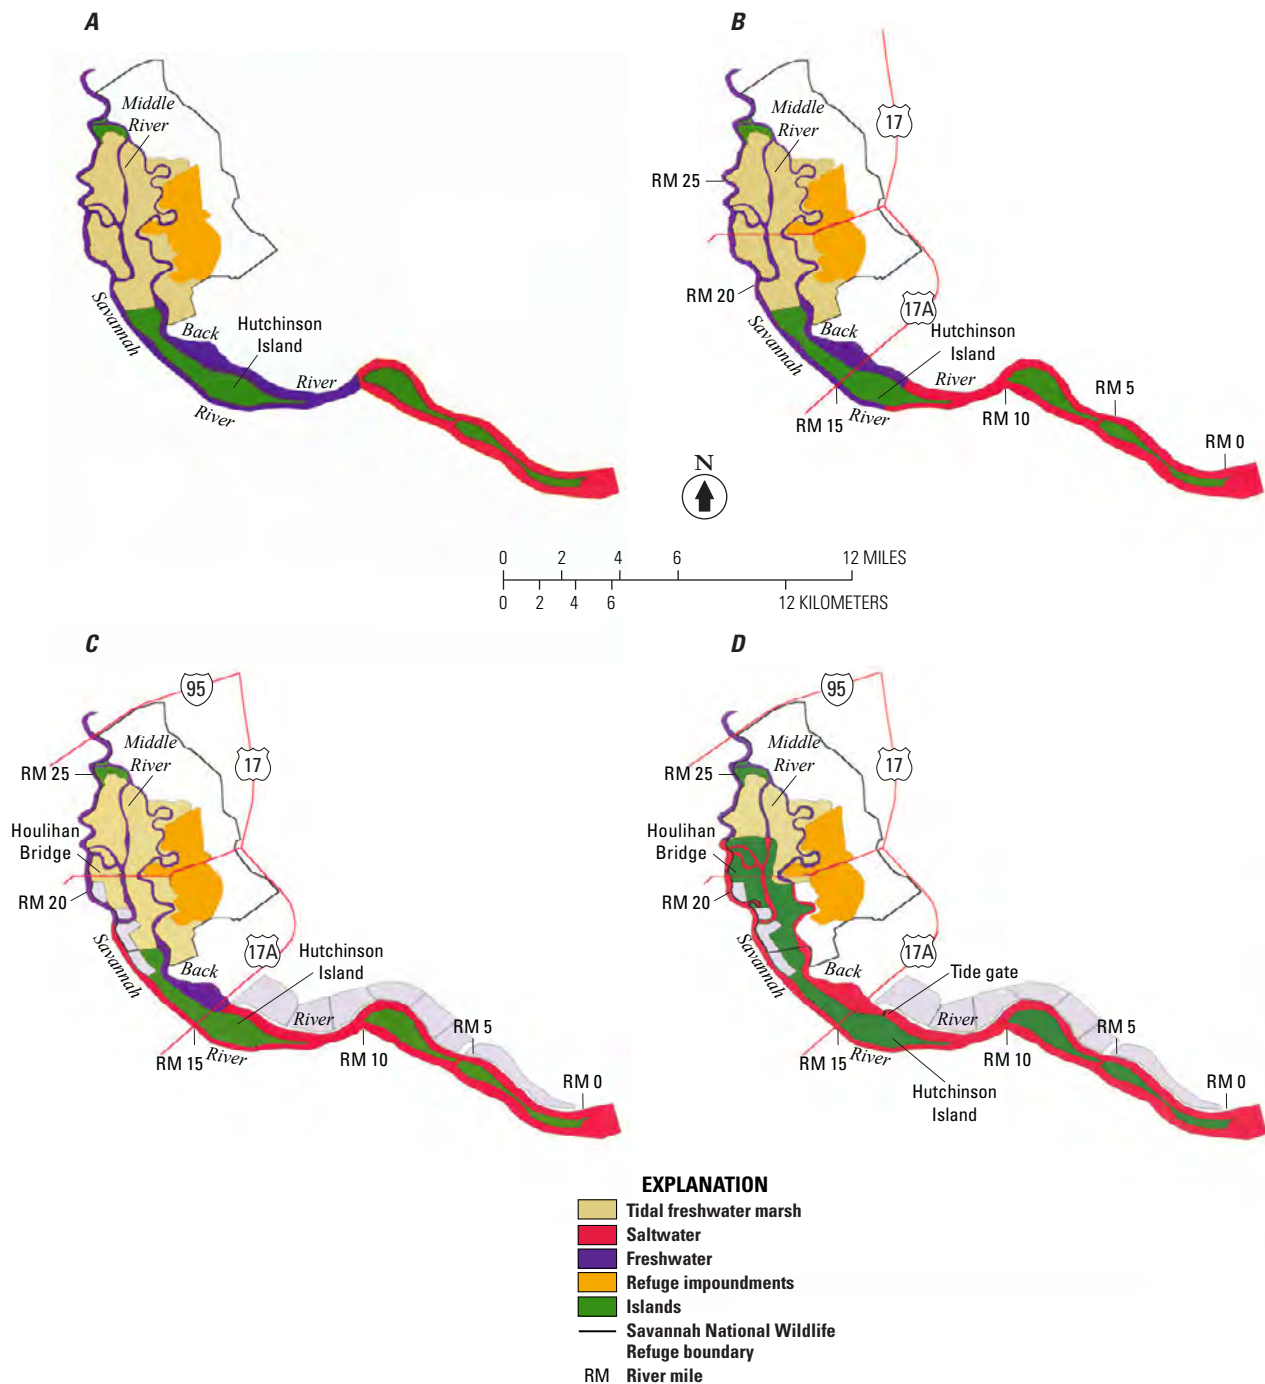 A
Middle
River
Savannah
River
Back
River
Hutchinson
Island
B
17
Middle
River
RM 25
RM 20
17A
Savannah
Back
River
Hutchinson
Island
RM 5
RM 10
RM 15
River
RM 0
N
0 2 4 6 12 MILES
0 2 4 6 12 KILOMETERS
C
95
Middle
River
17
RM 25
Houlihan
Bridge
RM 20
17A
Hutchinson
Island
Savannah
Back
River
RM 5
RM 15
River
RM 10
RM 0
D
95
Middle
River
17
RM 25
Houlihan
Bridge
RM 20
17A
Savannah
Back
Tide gate
River
RM 5
RM 15
River
RM 10
RM 0
Hutchinson
Island
EXPLANATION
Tidal freshwater marsh
Saltwater
Freshwater
Refuge impoundments
Islands
Savannah National Wildlife
Refuge boundary
RM River mile